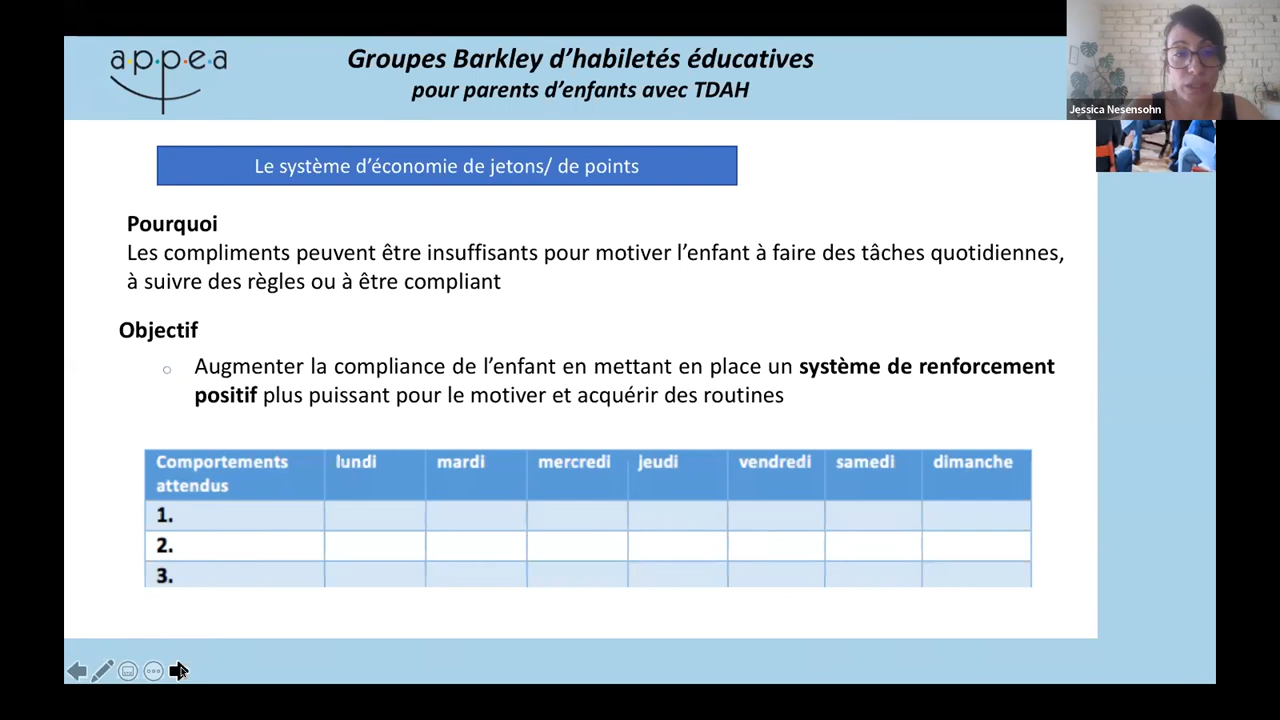 a.p.p.e.a
Groupes Barkley d’habiletés éducatives
pour parents d’enfants avec TDAH
Jessica Nesensohn
Le système d’économie de jetons/ de points
Pourquoi
Les compliments peuvent être insuffisants pour motiver l’enfant à faire des tâches quotidiennes,
à suivre des règles ou à être compliant
Objectif
Augmenter la compliance de l’enfant en mettant en place un système de renforcement
positif plus puissant pour le motiver et acquérir des routines
Comportements attendus lundi mardi mercredi jeudi vendredi samedi dimanche
1.
2.
3.